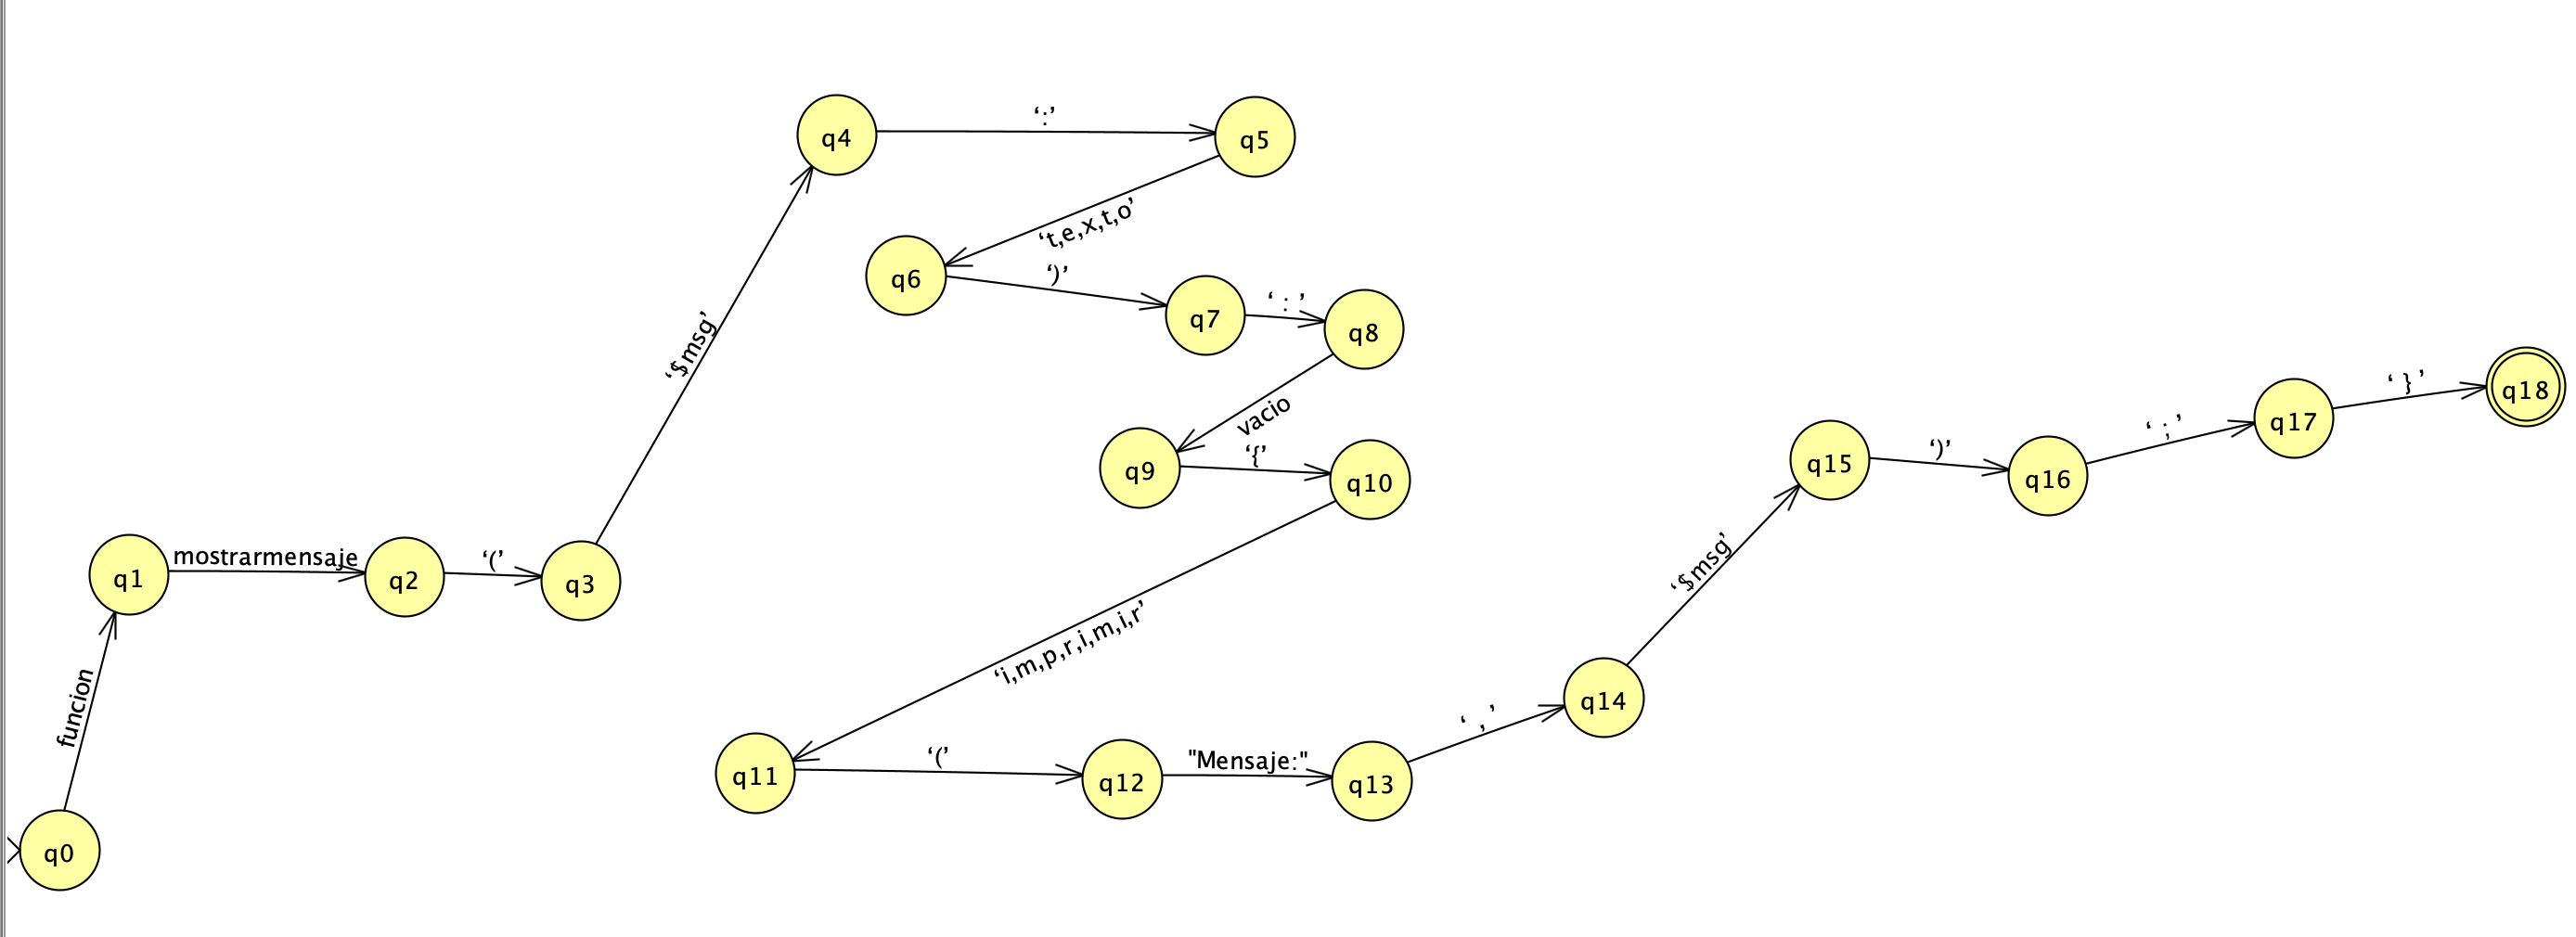 q0
funcion
q1
mostrarmensaje
q2
‘(’
q3
‘$msg’
q4
‘:’
q5
‘t,e,x,t,o’
q6
‘)’
q7
‘ : ’
q8
vacio
q9
‘{’
q10
‘i,m,p,r,i,m,i,r’
q11
‘(’
q12
"Mensaje:"
q13
‘ , ’
q14
‘$msg’
q15
‘)’
q16
‘ ; ’
q17
‘ } ’
q18